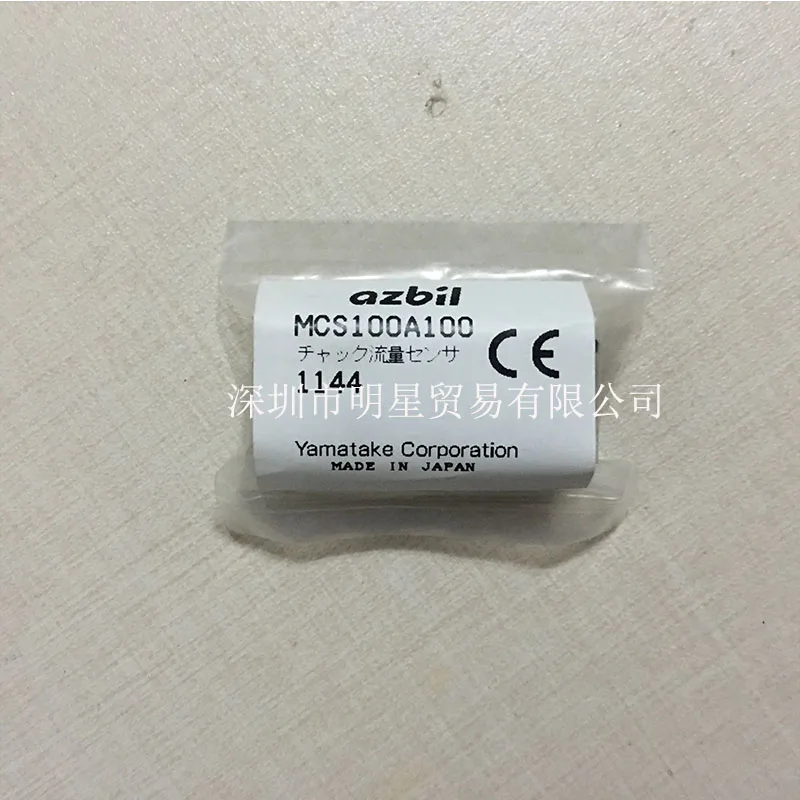 azbil
MCS100A100
チャック流量センサ
CE
1144
深圳市明星贸易有限公司
Yamatake Corporation
MADE IN JAPAN